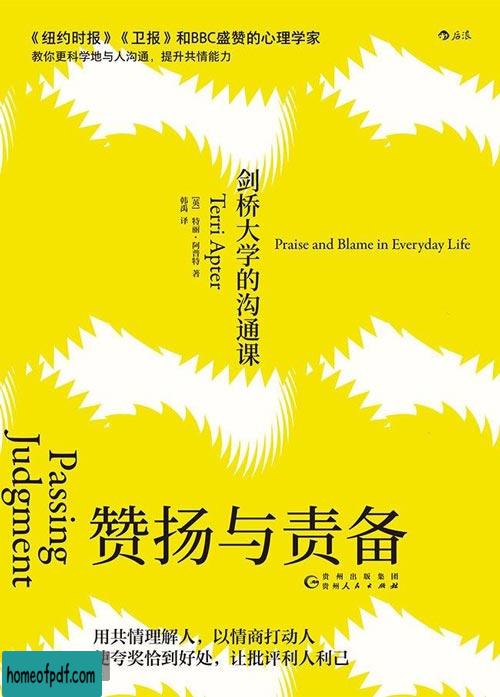 《纽约时报》《卫报》和BBC盛赞的心理学家
教你更科学地与人沟通，提升共情能力
后浪
剑桥大学的沟通课
Terri Apter
[英] 特丽·阿普特 著
韩禹 译
Praise and Blame in Everyday Life
Passing
Judgment
赞扬与责备
贵州出版集团
贵州人民出版社
用共情理解人，以情商打动人
夸奖恰到好处，让批评利人利己
homeofpdf.com